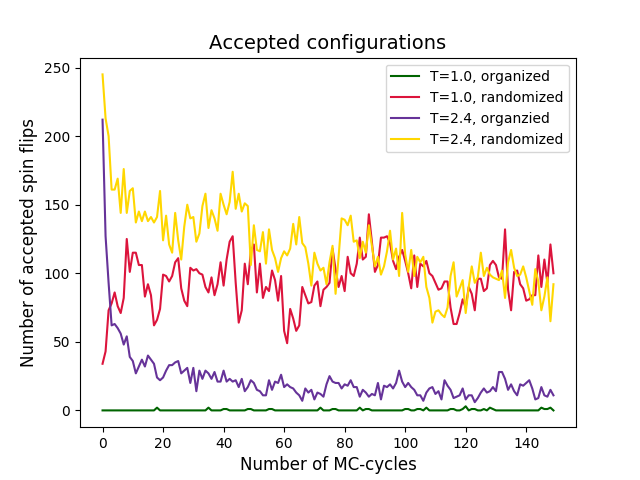 Accepted configurations
T=1.0, organized
T=1.0, randomized
T=2.4, organzied
T=2.4, randomized
Number of accepted spin flips
250
200
150
100
50
0
0 20 40 60 80 100 120 140
Number of MC-cycles